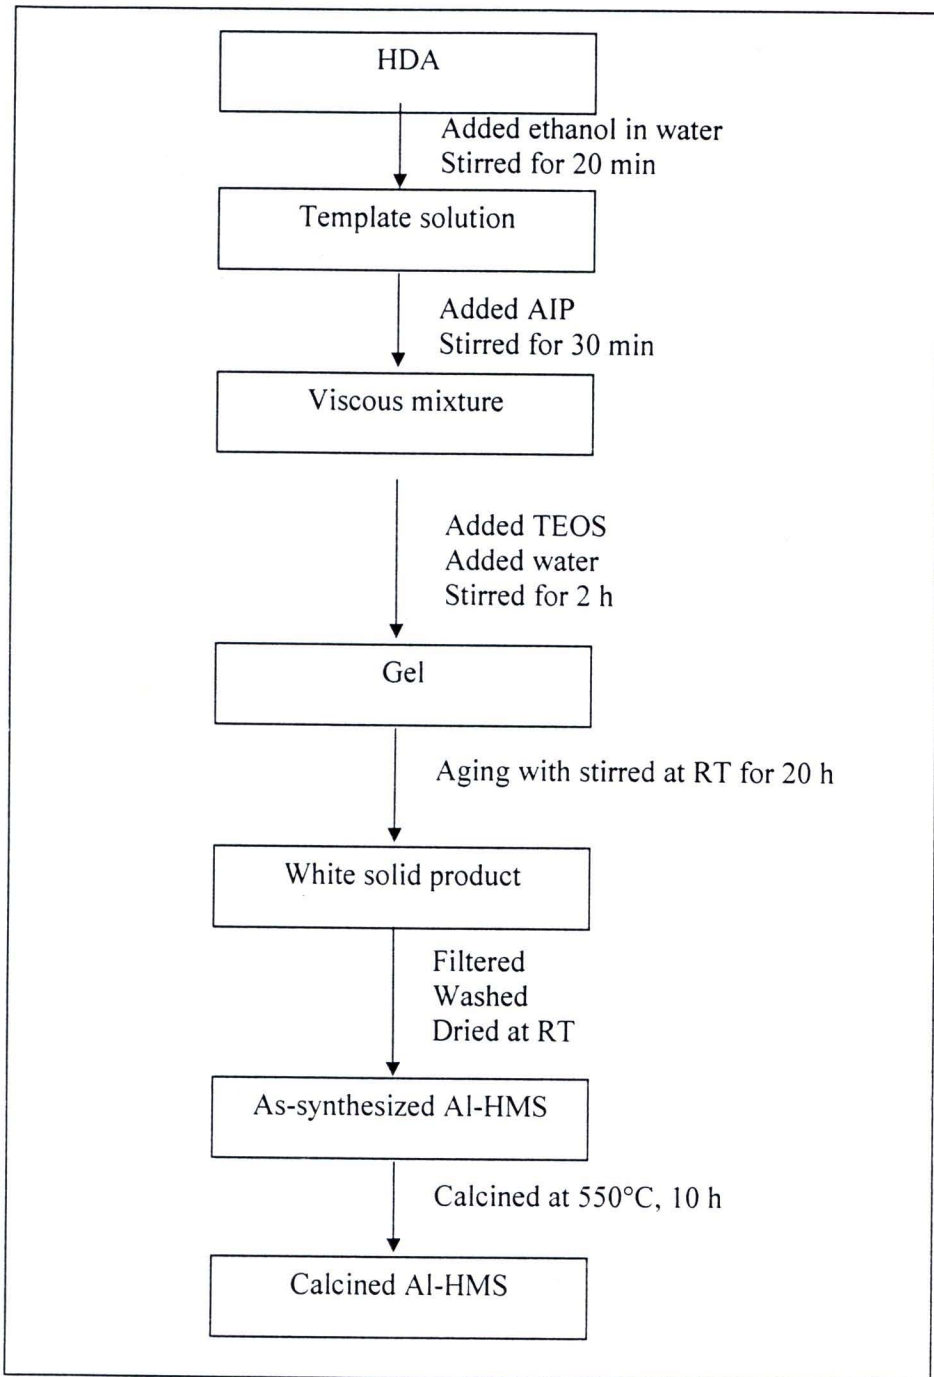 HDA
Added ethanol in water
Stirred for 20 min
Template solution
Added AIP
Stirred for 30 min
Viscous mixture
Added TEOS
Added water
Stirred for 2 h
Gel
Aging with stirred at RT for 20 h
White solid product
Filtered
Washed
Dried at RT
As-synthesized Al-HMS
Calcined at 550°C, 10 h
Calcined Al-HMS